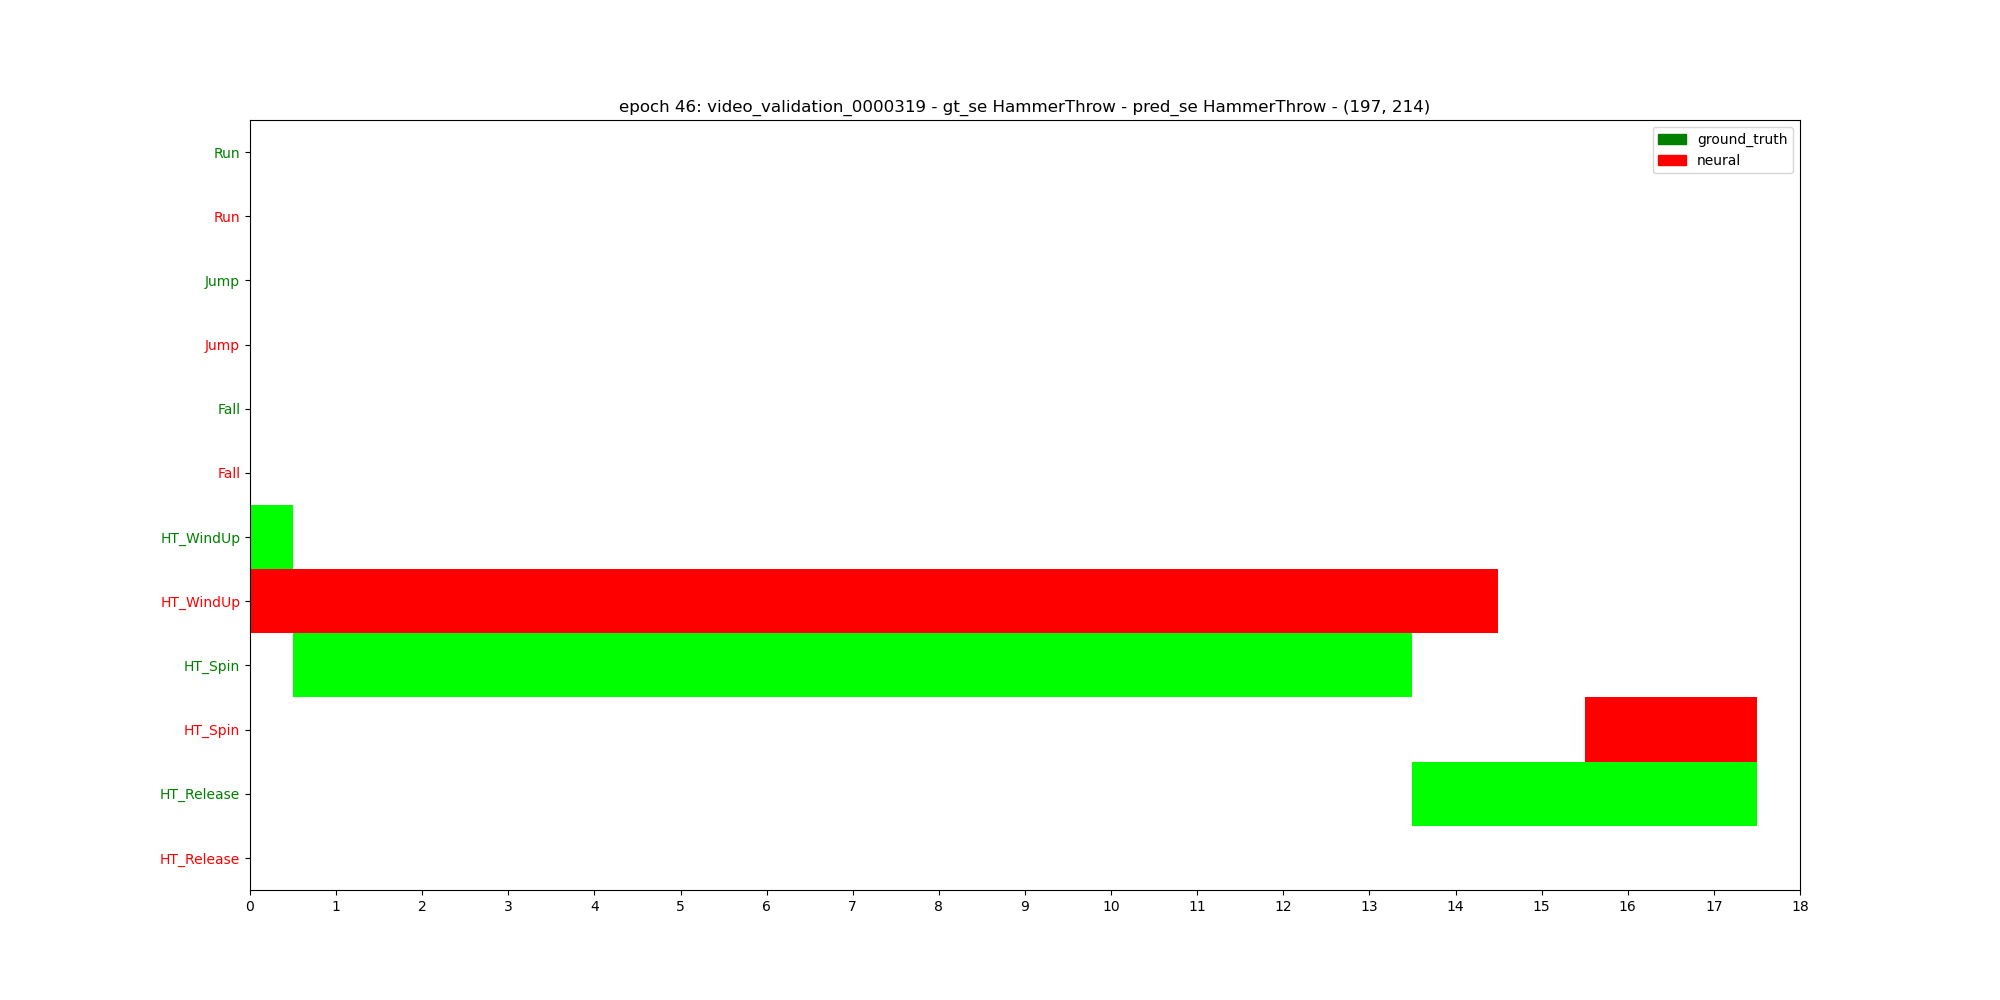 epoch 46: video_validation_0000319 - gt_se HammerThrow - pred_se HammerThrow - (197, 214)
ground_truth
neural
Run
Run
Jump
Jump
Fall
Fall
HT_WindUp
HT_WindUp
HT_Spin
HT_Spin
HT_Release
HT_Release
0 1 2 3 4 5 6 7 8 9 10 11 12 13 14 15 16 17 18